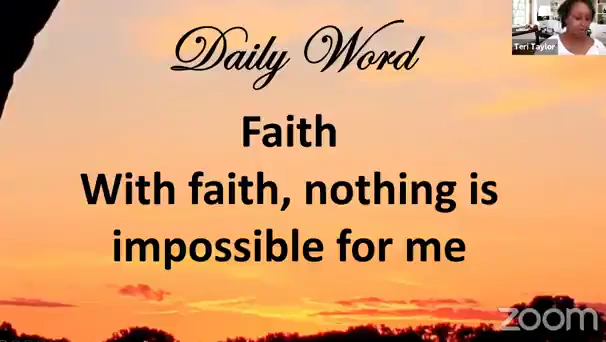 Daily Word
Teri Taylor
Faith
With faith, nothing is
impossible for me
zoom